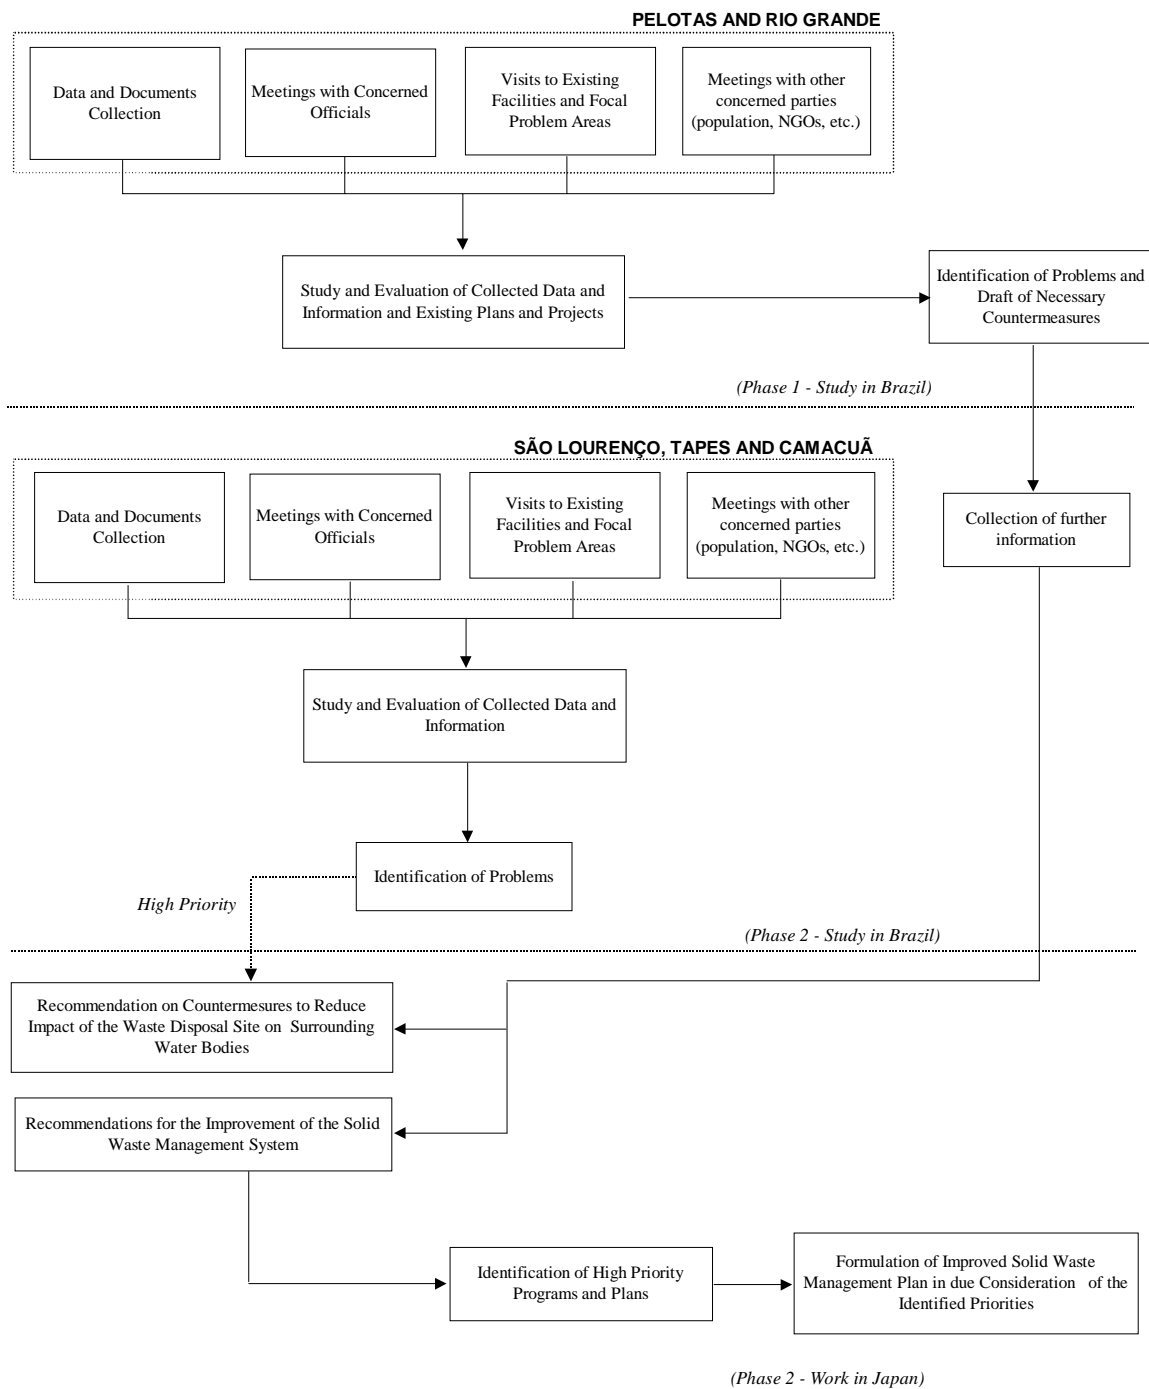 PELOTAS AND RIO GRANDE
Data and Documents
Collection
Meetings with Concerned
Officials
Visits to Existing
Facilities and Focal
Problem Areas
Meetings with other
concerned parties
(population, NGOs, etc.)
Study and Evaluation of Collected Data and
Information and Existing Plans and Projects
Identification of Problems and
Draft of Necessary
Countermeasures
(Phase 1 - Study in Brazil)
SÃO LOURENÇO, TAPES AND CAMACUÃ
Data and Documents
Collection
Meetings with Concerned
Officials
Visits to Existing
Facilities and Focal
Problem Areas
Meetings with other
concerned parties
(population, NGOs, etc.)
Collection of further
information
Study and Evaluation of Collected Data and
Information
Identification of Problems
High Priority
(Phase 2 - Study in Brazil)
Recommendation on Countermesures to Reduce
Impact of the Waste Disposal Site on Surrounding
Water Bodies
Recommendations for the Improvement of the Solid
Waste Management System
Identification of High Priority
Programs and Plans
Formulation of Improved Solid Waste
Management Plan in due Consideration of the
Identified Priorities
(Phase 2 - Work in Japan)